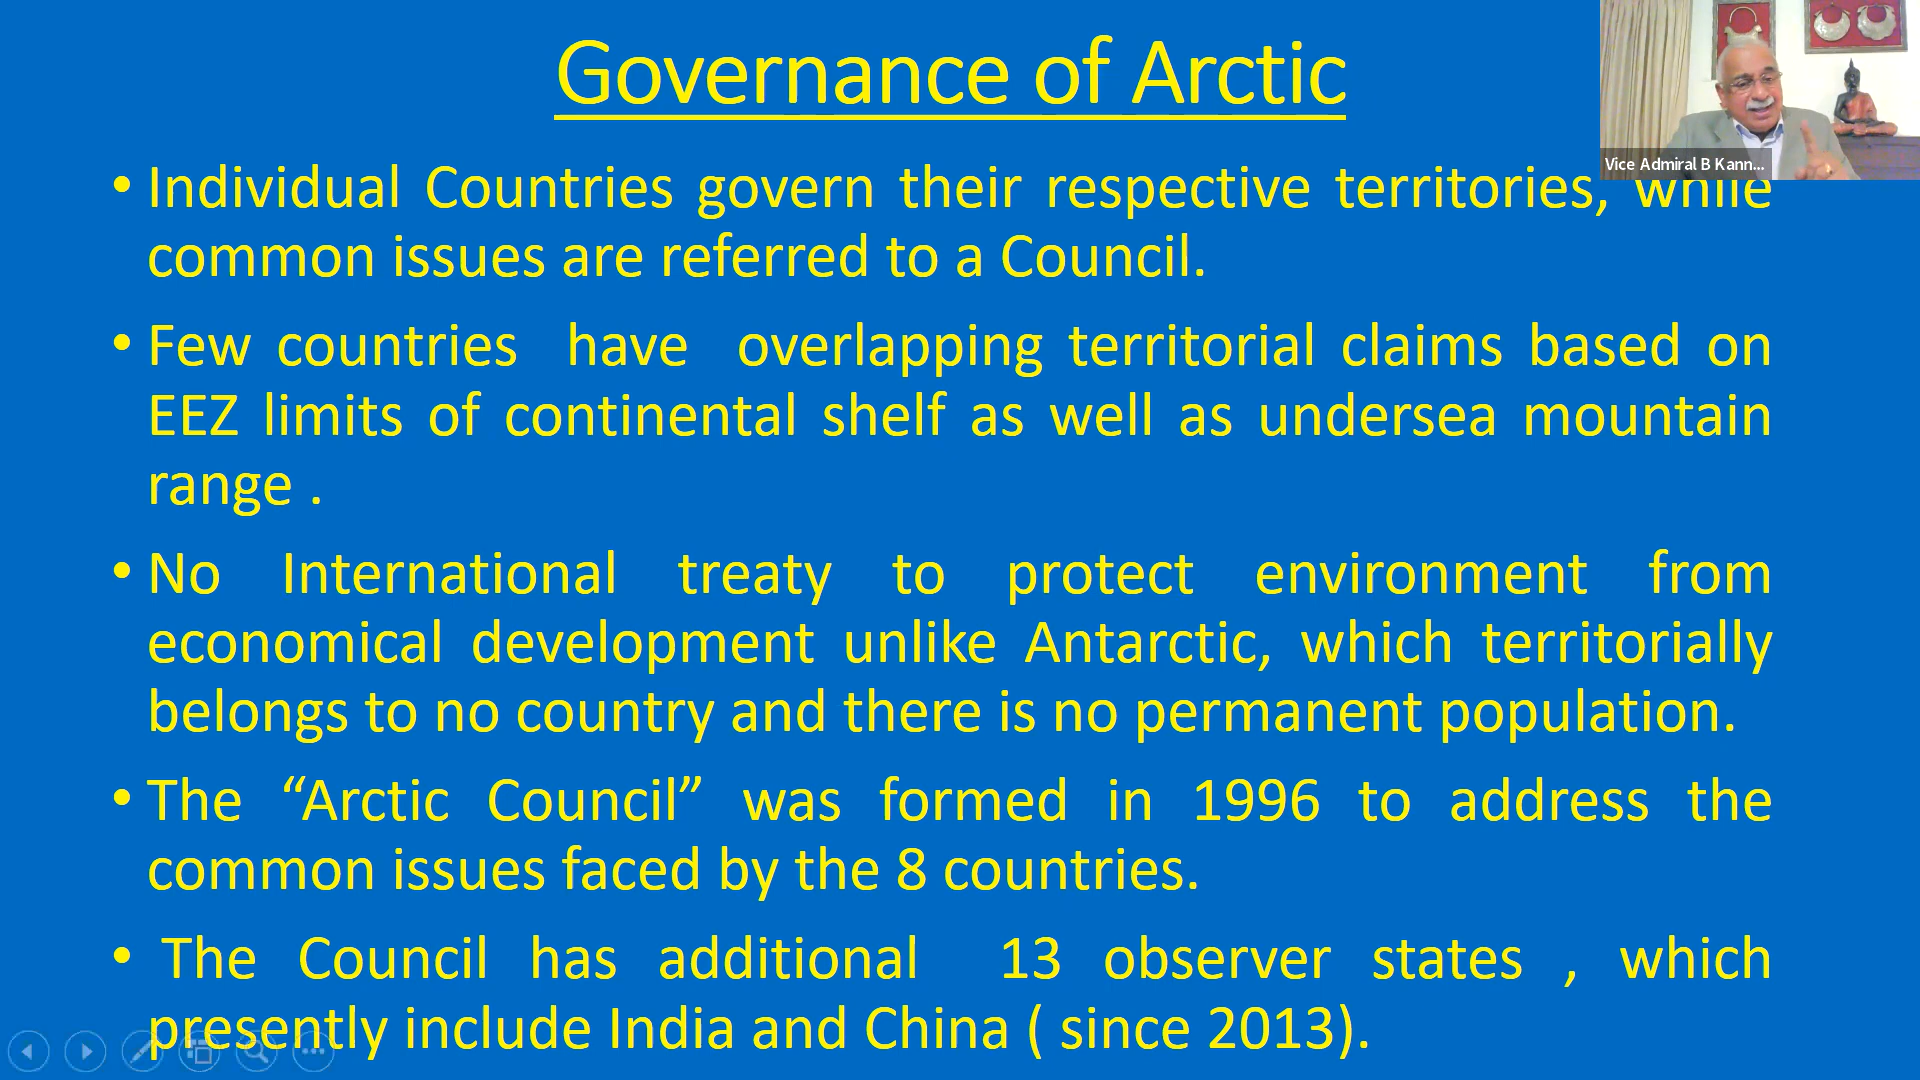 Governance of Arctic
Vice Admiral B Kann...
• Individual Countries govern their respective territories, while
common issues are referred to a Council.
• Few countries have overlapping territorial claims based on
EEZ limits of continental shelf as well as undersea mountain
range .
• No International treaty to protect environment from
economical development unlike Antarctic, which territorially
belongs to no country and there is no permanent population.
• The “Arctic Council” was formed in 1996 to address the
common issues faced by the 8 countries.
• The Council has additional 13 observer states , which
presently include India and China ( since 2013).